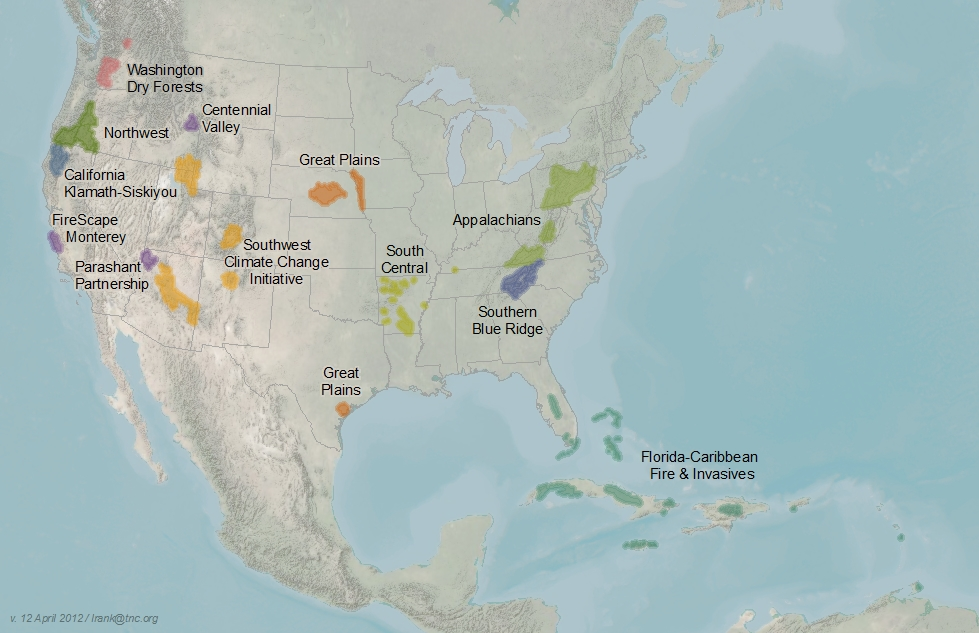 Washington
Dry Forests
Centennial
Valley
Northwest
Great Plains
California
Klamath-Siskiyou
FireScape
Monterey
Appalachians
Southwest
Climate Change
Initiative
South
Central
Parashant
Partnership
Southern
Blue Ridge
Great
Plains
Florida-Caribbean
Fire & Invasives
v. 12 April 2012 / lrank@tnc.org